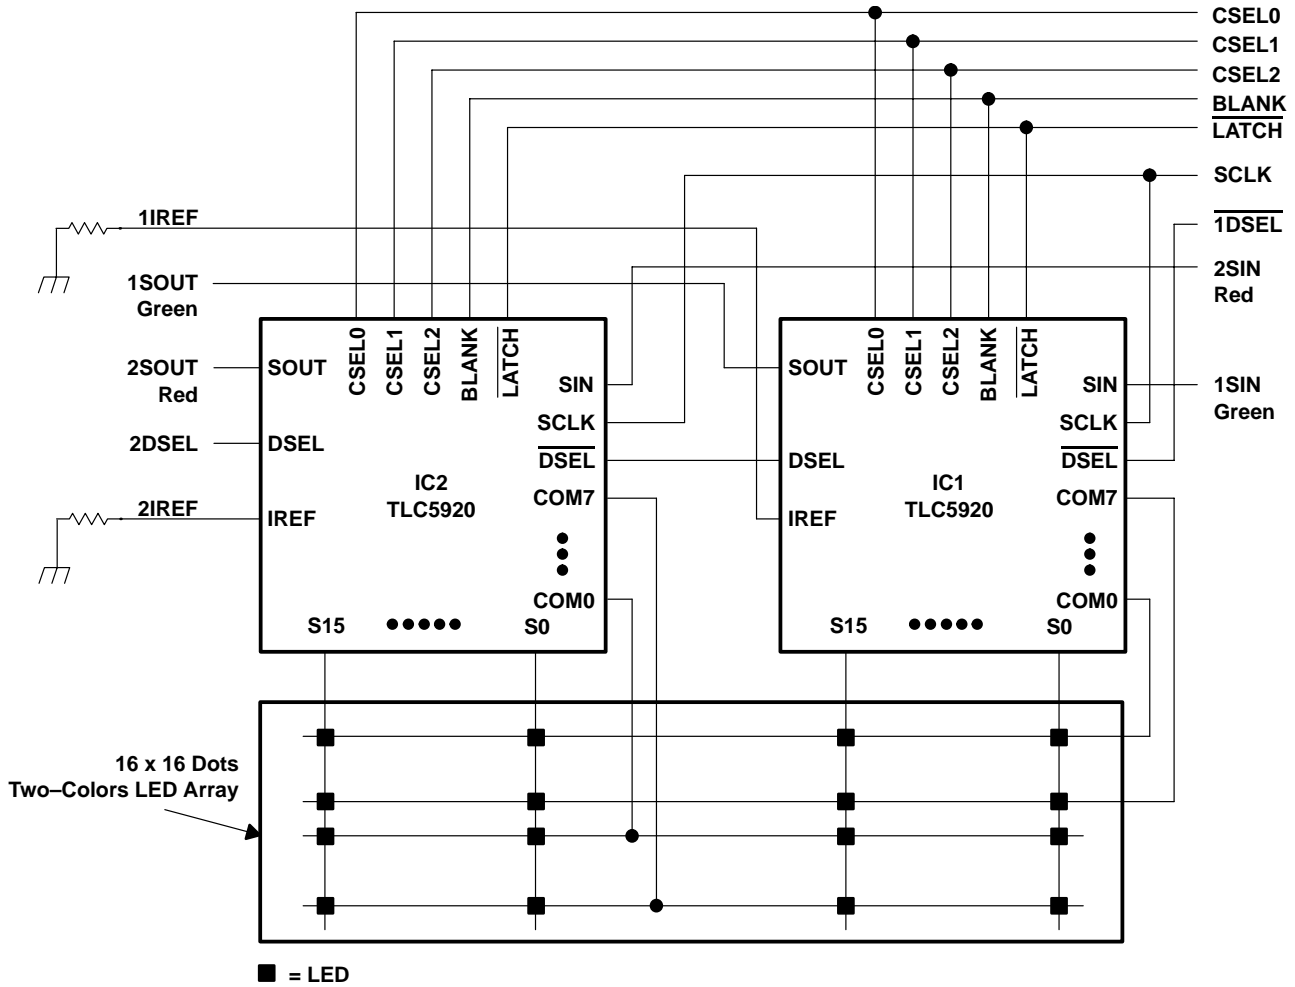 CSEL0
CSEL1
CSEL2
BLANK
LATCH
SCLK
1DSEL
2SIN
Red
1SIN
Green
1IREF
1SOUT
Green
2SOUT
Red
2DSEL
2IREF
CSEL0
CSEL1
CSEL2
BLANK
LATCH
SOUT
SIN
SCLK
DSEL
DSEL
IC2
TLC5920
COM7
IREF
COM0
S15
S0
CSEL0
CSEL1
CSEL2
BLANK
LATCH
SOUT
SIN
SCLK
DSEL
DSEL
IC1
TLC5920
COM7
IREF
COM0
S15
S0
16 x 16 Dots
Two–Colors LED Array
= LED